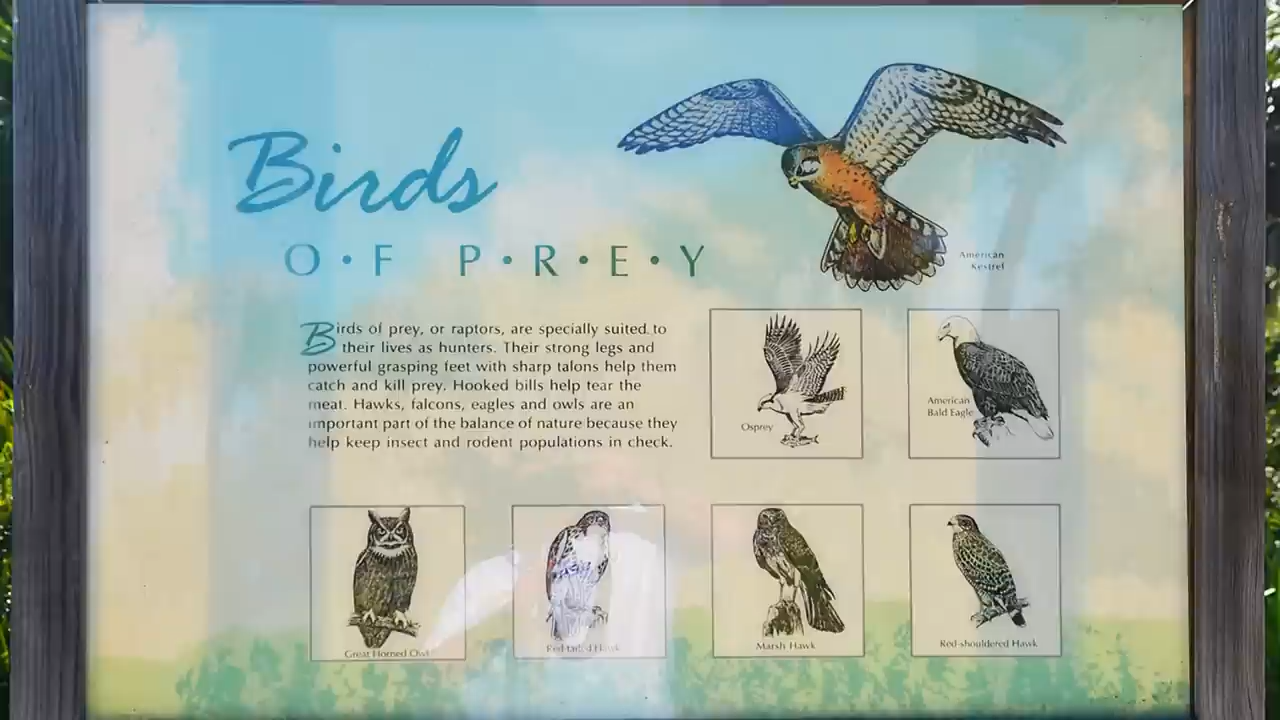 Birds
O•F P•R•E•Y
American
Kestrel
Birds of prey, or raptors, are specially suited to
their lives as hunters. Their strong legs and
powerful grasping feet with sharp talons help them
catch and kill prey. Hooked bills help tear the
meat. Hawks, falcons, eagles and owls are an
important part of the balance of nature because they
help keep insect and rodent populations in check.
Osprey
American
Bald Eagle
Great Horned Owl
Red-tailed Hawk
Marsh Hawk
Red-shouldered Hawk